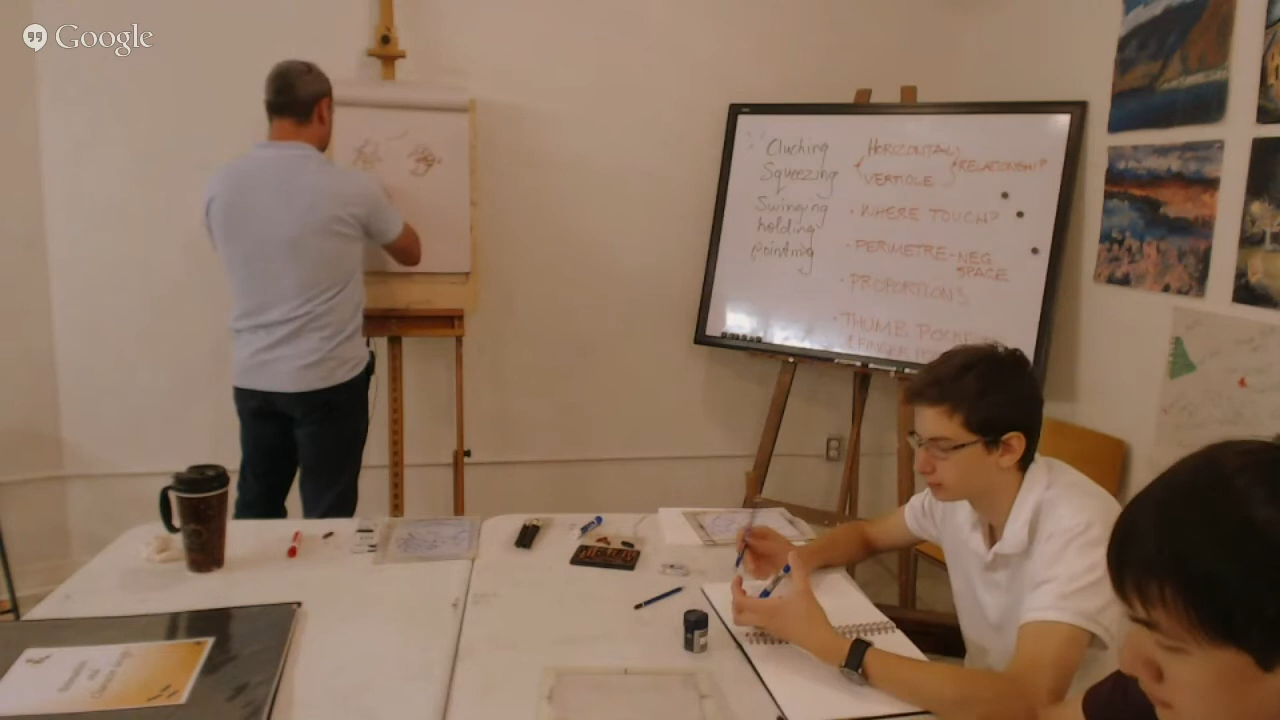 Google
Cluching
Squeezing
Swinging
holding
pointing
HORIZONTAL
VERTICLE
RELATIONSHIP
• WHERE TOUCH?
• PERIMETRE-NEG
SPACE
• PROPORTIONS
• THUMB